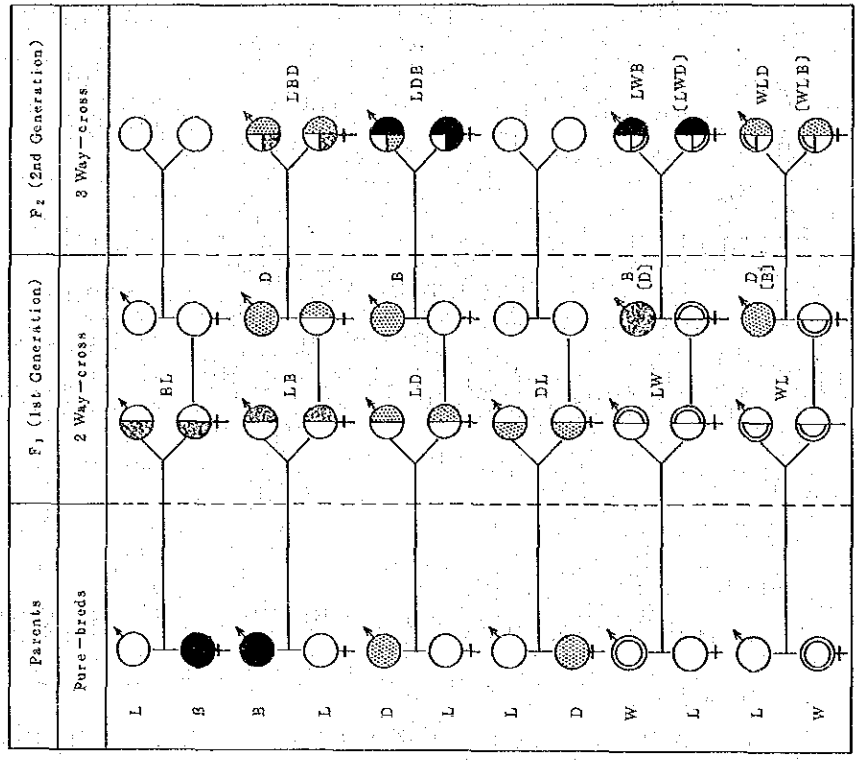 Parents
F₁ (1st Generation)
F₂ (2nd Generation)
Pure-breds
2 Way-cross
3 Way-cross
L
BL
B
B
D
LB
LBD
L
D
B
LD
LDB
L
L
DL
D
W
B
[D]
LW
LWB
[LWD]
L
L
D
[B]
WL
WLD
[WLB]
W